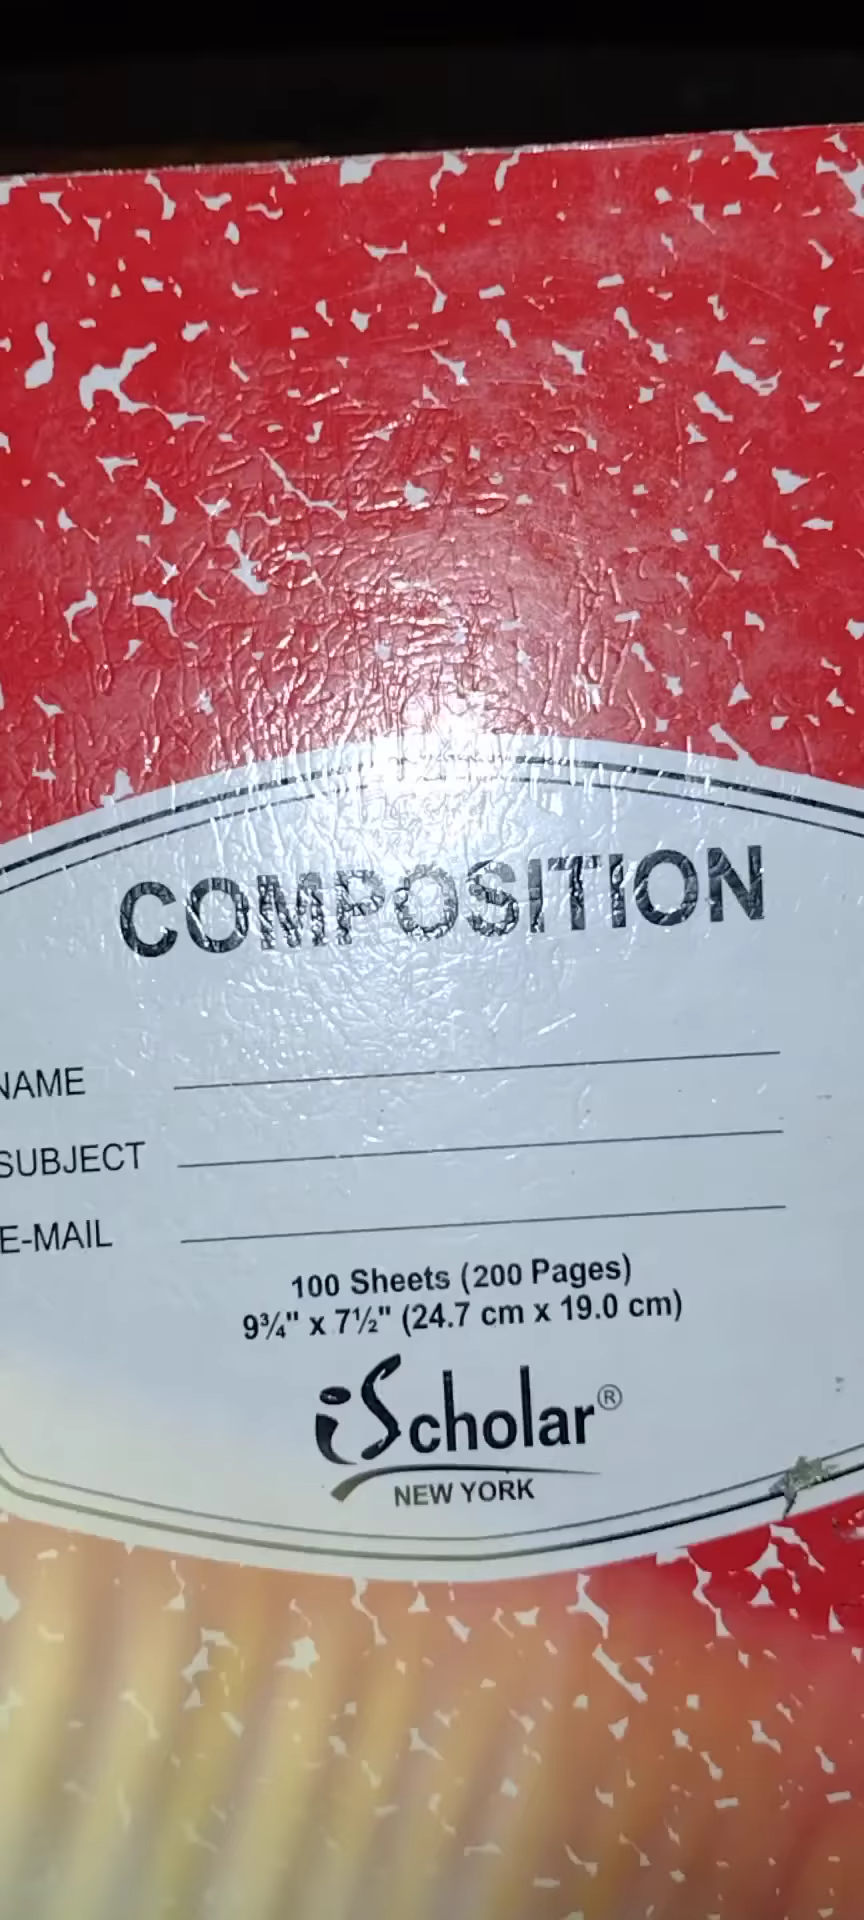 COMPOSITION
NAME
SUBJECT
E-MAIL
100 Sheets (200 Pages)
9¾" x 7½" (24.7 cm x 19.0 cm)
iScholar®
NEW YORK